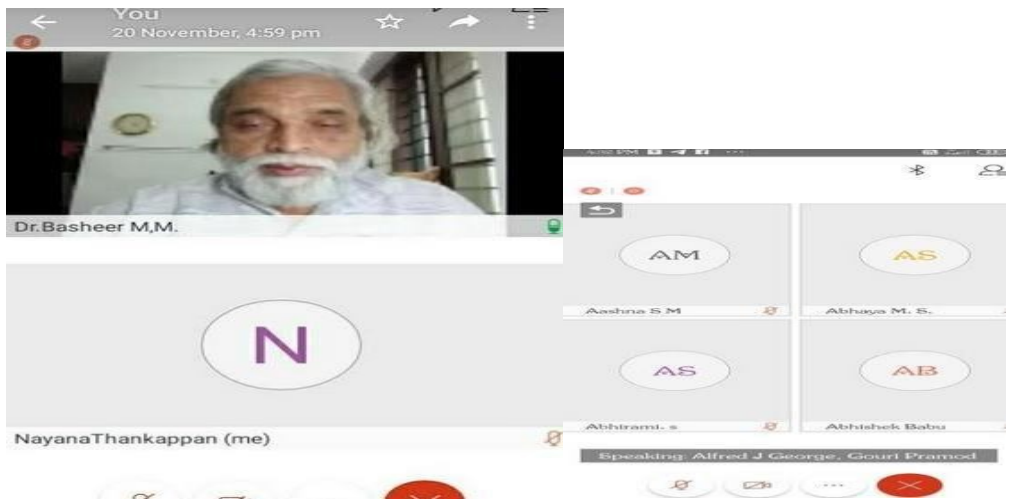 You
20 November, 4:59 pm
Dr.Basheer M,M.
N
NayanaThankappan (me)
AM
AS
Aashna S M
Abhaya M. S.
AS
AB
Abhirami. s
Abhishek Babu
Speaking: Alfred J George, Gouri Pramod